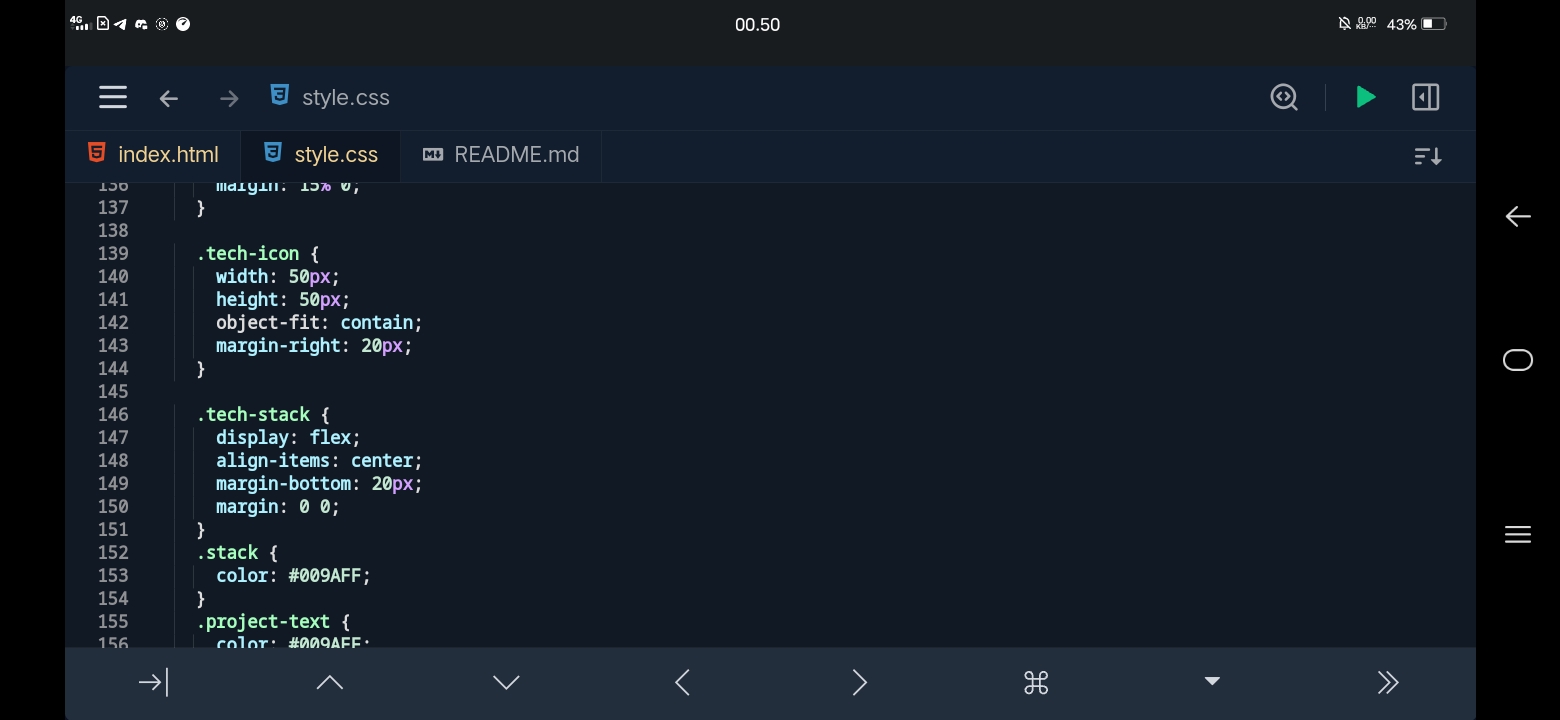 4G
00.50
0.00
KB/
43%
style.css
index.html
style.css
README.md
136 margin: 15% 0;
137 }
138
139 .tech-icon {
140 width: 50px;
141 height: 50px;
142 object-fit: contain;
143 margin-right: 20px;
144 }
145
146 .tech-stack {
147 display: flex;
148 align-items: center;
149 margin-bottom: 20px;
150 margin: 0 0;
151 }
152 .stack {
153 color: #009AFF;
154 }
155 .project-text {
156 color: #009AFF;